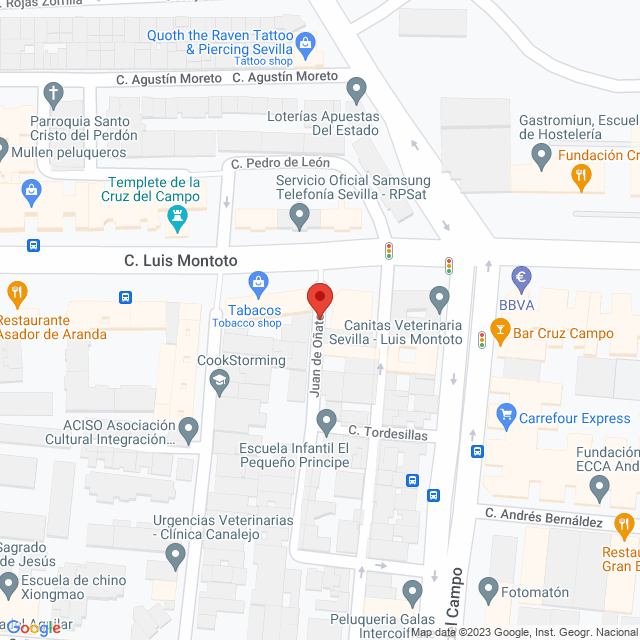 C. Rojas Zorrilla
Quoth the Raven Tattoo
& Piercing Sevilla
Tattoo shop
C. Agustín Moreto
C. Agustín Moreto
Parroquia Santo
Cristo del Perdón
Loterías Apuestas
Del Estado
Gastromiun, Escuel
de Hostelería
Mullen peluqueros
C. Pedro de León
Fundación Cr
Templete de la
Cruz del Campo
Servicio Oficial Samsung
Telefonía Sevilla - RPSat
C. Luis Montoto
BBVA
Restaurante
Asador de Aranda
Tabacos
Tobacco shop
Juan de Oñate
Canitas Veterinaria
Sevilla - Luis Montoto
Bar Cruz Campo
CookStorming
Carrefour Express
ACISO Asociación
Cultural Integración...
C. Tordesillas
Escuela Infantil El
Pequeño Principe
Fundación
ECCA And
Urgencias Veterinarias
- Clínica Canalejo
C. Andrés Bernáldez
Sagrado
de Jesús
Resta
Gran B
Escuela de chino
Xiongmao
Fotomatón
Peluqueria Galas
Intercoif
el Campo
Aguilar
Google
Map data ©2023 Google, Inst. Geogr. Nacional